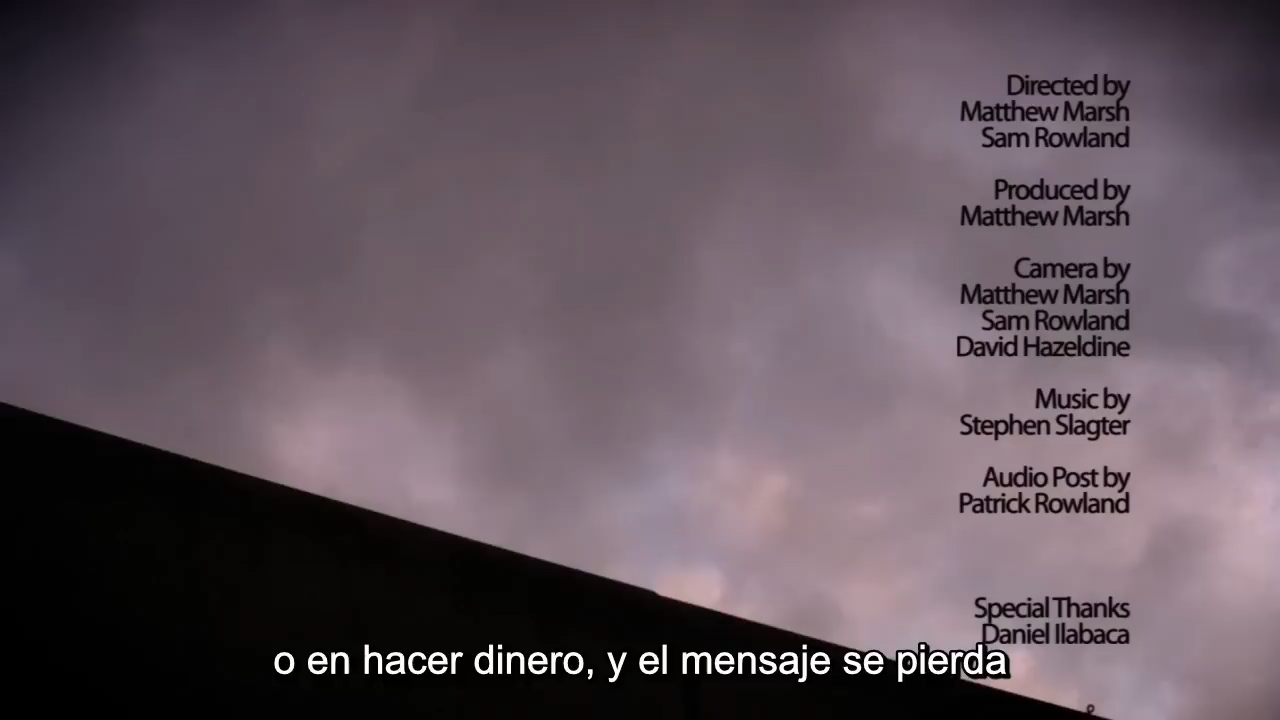 Directed by
Matthew Marsh
Sam Rowland
Produced by
Matthew Marsh
Camera by
Matthew Marsh
Sam Rowland
David Hazeldine
Music by
Stephen Slagter
Audio Post by
Patrick Rowland
Special Thanks
Daniel Ilabaca
o en hacer dinero, y el mensaje se pierda